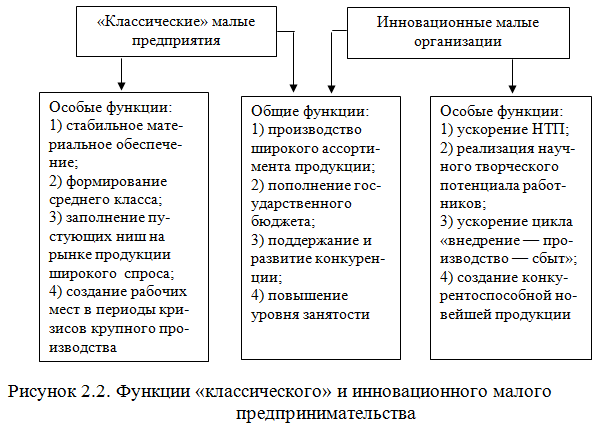 «Классические» малые
предприятия
Инновационные малые
организации
Особые функции:
1) стабильное мате-
риальное обеспече-
ние;
2) формирование
среднего класса;
3) заполнение пу-
стующих ниш на
рынке продукции
широкого спроса;
4) создание рабочих
мест в периоды кри-
зисов крупного про-
изводства
Общие функции:
1) производство
широкого ассорти-
мента продукции;
2) пополнение гос-
ударственного
бюджета;
3) поддержание и
развитие конкурен-
ции;
4) повышение
уровня занятости
Особые функции:
1) ускорение НТП;
2) реализация науч-
ного творческого
потенциала работ-
ников;
3) ускорение цикла
«внедрение — про-
изводство — сбыт»;
4) создание конку-
рентоспособной но-
вейшей продукции
Рисунок 2.2. Функции «классического» и инновационного малого
предпринимательства